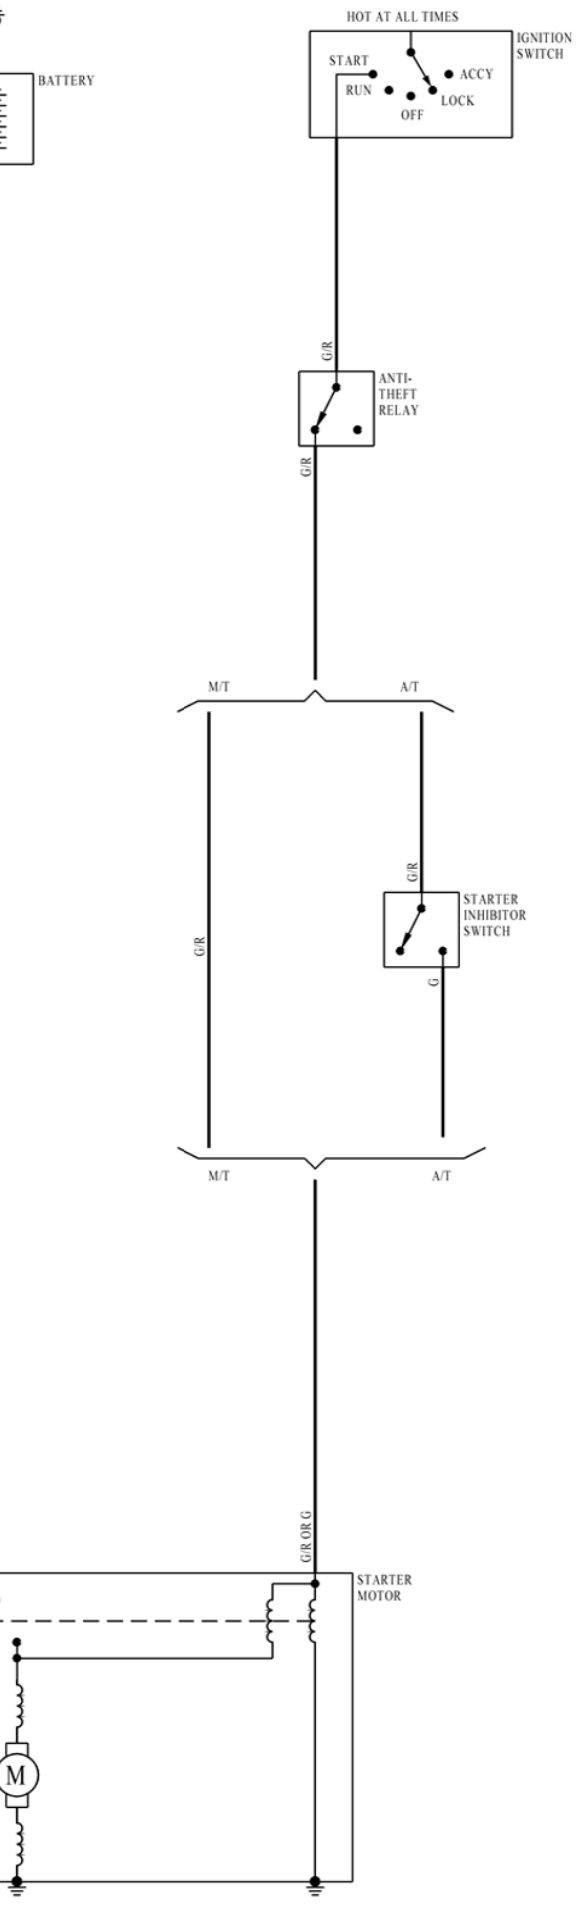 HOT AT ALL TIMES
IGNITION
SWITCH
START
ACCY
RUN
LOCK
OFF
BATTERY
G/R
ANTI-
THEFT
RELAY
G/R
M/T
A/T
G/R
STARTER
INHIBITOR
SWITCH
G/R
G
M/T
A/T
G/R OR G
STARTER
MOTOR
M